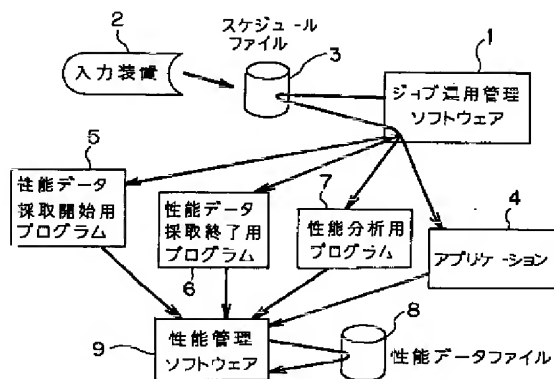 2
スケジュール
ファイル
3
1
入力装置
ジョブ運用管理
ソフトウェア
5
性能データ
採取開始用
プログラム
性能データ
採取終了用
プログラム
6
7
性能分析用
プログラム
4
アプリケーション
9
性能管理
ソフトウェア
8
性能データファイル